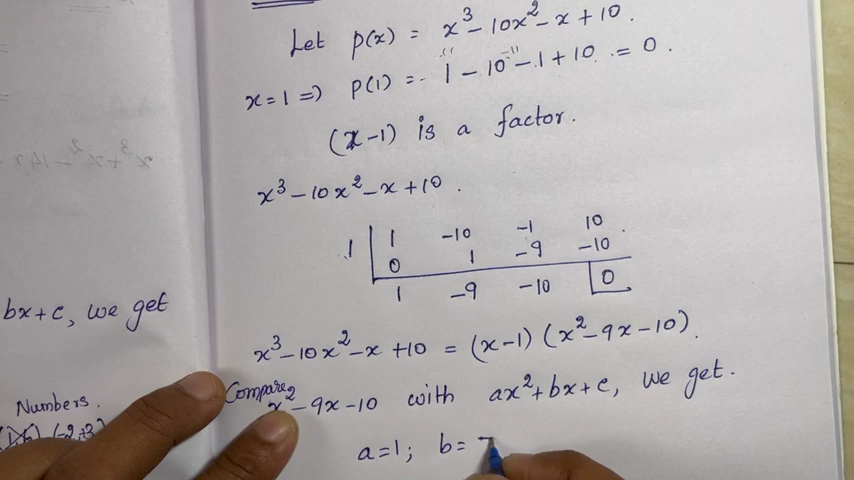 Let p(x) = x³ - 10x² - x + 10.
x=1 ⇒ P(1) = 1 - 10 - 1 + 10 = 0.
(x-1) is a factor.
x³ - 10x² - x + 10.
1 | 1 -10 -1 10
0 1 -9 -10
1 -9 -10 0
x³ - 10x² - x + 10 = (x-1) (x² - 9x - 10).
Compare x² - 9x - 10 with ax² + bx + c, we get.
a=1; b= -
bx + c, we get
Numbers.
(-2,+3)